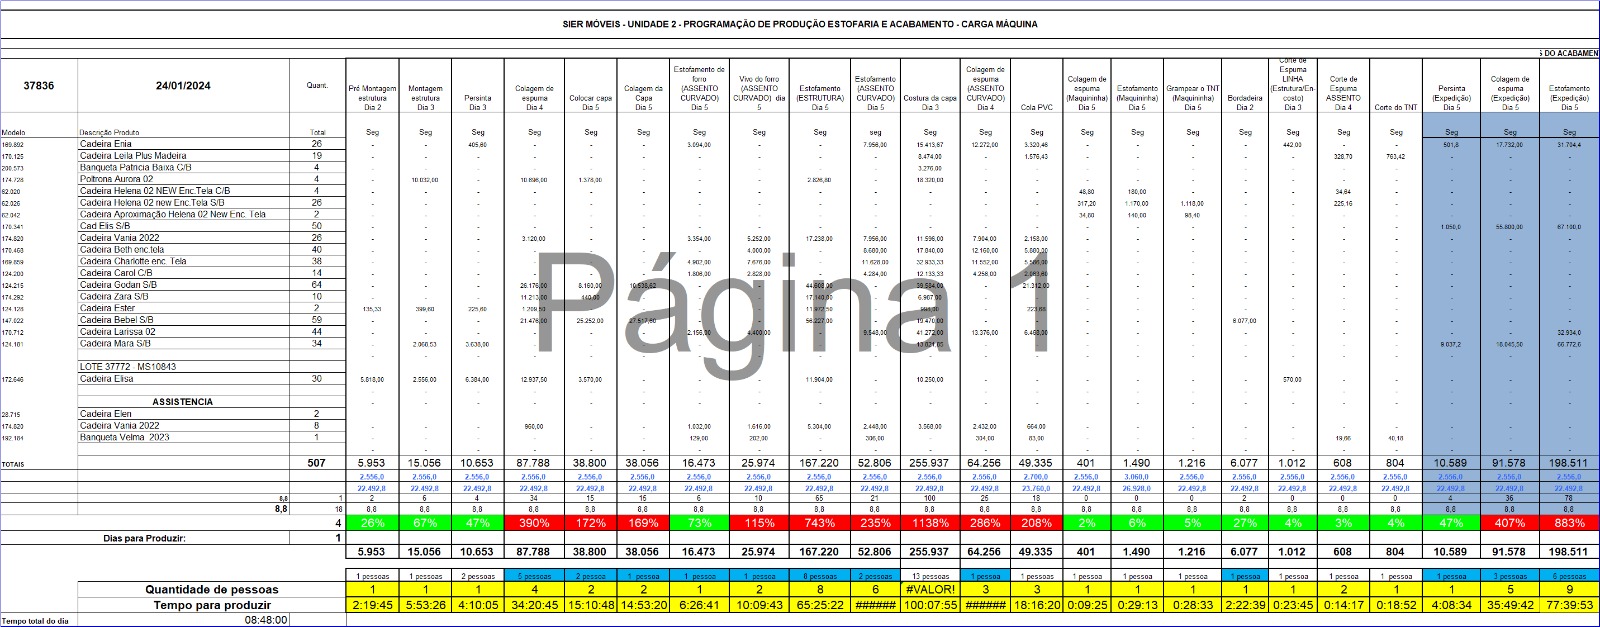 SIER MÓVEIS - UNIDADE 2 - PROGRAMAÇÃO DE PRODUÇÃO ESTOFARIA E ACABAMENTO - CARGA MÁQUINA
S DO ACABAMEN
37836 24/01/2024 Quant. Pré Montagem estrutura Dia 2 Montagem estrutura Dia 3 Persinta Dia 3 Colagem de espuma Dia 4 Colocar capa Dia 5 Colagem da Capa Dia 5 Estofamento de forro (ASSENTO CURVADO) Dia 5 Vivo do forro (ASSENTO CURVADO) dia 5 Estofamento (ESTRUTURA) Dia 5 Estofamento (ASSENTO CURVADO) Dia 5 Costura da capa Dia 3 Colagem de espuma (ASSENTO CURVADO) Dia 4 Cola PVC Colagem de espuma (Maquininha) Dia 5 Estofamento (Maquininha) Dia 5 Grampear o TNT (Maquininha) Dia 5 Bordadeira Dia 2 Corte de Espuma LINHA (Estrutura/En-costo) Dia 3 Corte de Espuma ASSENTO Dia 4 Corte do TNT Persinta (Expedição) Dia 5 Colagem de espuma (Expedição) Dia 5 Estofamento (Expedição) Dia 5
Modelo Descrição Produto Total Seg Seg Seg Seg Seg Seg Seg Seg Seg Seg Seg Seg Seg Seg Seg Seg Seg Seg Seg Seg Seg Seg Seg
169.892 Cadeira Enia 26 - - 405,60 - - - 3.094,00 - - 7.956,00 15.413,67 12.272,00 3.320,46 - - - - 442,00 - - 501,8 17.732,00 31.704,4
170.125 Cadeira Leila Plus Madeira 19 8.474,00 1.576,43 328,70 763,42
200.573 Banqueta Patricia Baixa C/B 4 3.276,00
174.728 Poltrona Aurora 02 4 10.032,00 10.696,00 1.378,00 2.826,80 18.320,00
62.020 Cadeira Helena 02 NEW Enc.Tela C/B 4 48,80 180,00 34,64
62.026 Cadeira Helena 02 new Enc.Tela S/B 26 317,20 1.170,00 1.118,00 225,16
62.042 Cadeira Aproximação Helena 02 New Enc. Tela 2 34,60 140,00 98,40
170.341 Cad Elis S/B 50 1.050,0 55.800,00 67.100,0
174.820 Cadeira Vania 2022 26 3.120,00 3.354,00 5.252,00 17.238,00 7.956,00 11.596,00 7.904,00 2.158,00
170.468 Cadeira Beth enc.tela 40 4.000,00 8.680,00 17.840,00 12.160,00 5.880,00
169.859 Cadeira Charlotte enc. Tela 38 4.902,00 7.676,00 11.628,00 32.933,33 11.552,00 5.586,00
124.200 Cadeira Carol C/B 14 1.806,00 2.828,00 4.284,00 12.133,33 4.256,00 2.083,60
124.215 Cadeira Godan S/B 64 26.176,00 8.160,00 10.538,62 44.608,00 39.584,00 21.312,00
174.292 Cadeira Zara S/B 10 11.213,00 440,00 17.140,00 6.987,00
124.128 Cadeira Ester 2 135,33 399,60 225,60 1.209,50 11.972,50 998,00 223,68
147.022 Cadeira Bebel S/B 59 21.476,00 25.252,00 27.517,60 56.227,00 19.470,00 6.077,00
170.712 Cadeira Larissa 02 44 2.156,00 4.400,00 9.548,00 41.272,00 13.376,00 6.468,00 32.934,0
124.181 Cadeira Mara S/B 34 2.068,53 3.638,00 13.821,85 9.037,2 18.045,50 66.772,6
LOTE 37772 - MS10843
172.646 Cadeira Elisa 30 5.818,00 2.556,00 6.384,00 12.937,50 3.570,00 11.904,00 10.250,00 570,00
ASSISTENCIA
28.715 Cadeira Elen 2
174.820 Cadeira Vania 2022 8 960,00 1.032,00 1.616,00 5.304,00 2.448,00 3.568,00 2.432,00 664,00
192.184 Banqueta Velma 2023 1 129,00 202,00 306,00 304,00 83,00 19,66 40,18
TOTAIS 507 5.953 15.056 10.653 87.788 38.800 38.056 16.473 25.974 167.220 52.806 255.937 64.256 49.335 401 1.490 1.216 6.077 1.012 608 804 10.589 91.578 198.511
2.556,0 2.556,0 2.556,0 2.556,0 2.556,0 2.556,0 2.556,0 2.556,0 2.556,0 2.556,0 2.556,0 2.556,0 2.700,0 2.556,0 3.060,0 2.556,0 2.556,0 2.556,0 2.556,0 2.556,0 2.556,0 2.556,0 2.556,0
22.492,8 22.492,8 22.492,8 22.492,8 22.492,8 22.492,8 22.492,8 22.492,8 22.492,8 22.492,8 22.492,8 22.492,8 23.760,0 22.492,8 26.928,0 22.492,8 22.492,8 22.492,8 22.492,8 22.492,8 22.492,8 22.492,8 22.492,8
8,8 1 2 6 4 34 15 15 6 10 65 21 100 25 18 0 0 0 2 0 0 0 4 36 78
8,8 18 8,8 8,8 8,8 8,8 8,8 8,8 8,8 8,8 8,8 8,8 8,8 8,8 8,8 8,8 8,8 8,8 8,8 8,8 8,8 8,8 8,8 8,8 8,8
4 26% 67% 47% 390% 172% 169% 73% 115% 743% 235% 1138% 286% 208% 2% 6% 5% 27% 4% 3% 4% 47% 407% 883%
Dias para Produzir: 1
5.953 15.056 10.653 87.788 38.800 38.056 16.473 25.974 167.220 52.806 255.937 64.256 49.335 401 1.490 1.216 6.077 1.012 608 804 10.589 91.578 198.511
1 pessoas 1 pessoas 2 pessoas 5 pessoas 2 pessoas 1 pessoas 1 pessoas 1 pessoas 8 pessoas 2 pessoas 13 pessoas 1 pessoas 1 pessoas 1 pessoas 1 pessoas 1 pessoas 1 pessoas 1 pessoas 1 pessoas 1 pessoas 1 pessoas 3 pessoas 6 pessoas
Quantidade de pessoas 1 1 1 4 2 2 1 2 8 6 #VALOR! 3 3 1 1 1 1 1 2 1 1 5 9
Tempo para produzir 2:19:45 5:53:26 4:10:05 34:20:45 15:10:48 14:53:20 6:26:41 10:09:43 65:25:22 ###### 100:07:55 ###### 18:16:20 0:09:25 0:29:13 0:28:33 2:22:39 0:23:45 0:14:17 0:18:52 4:08:34 35:49:42 77:39:53
Tempo total do dia 08:48:00
Página 1